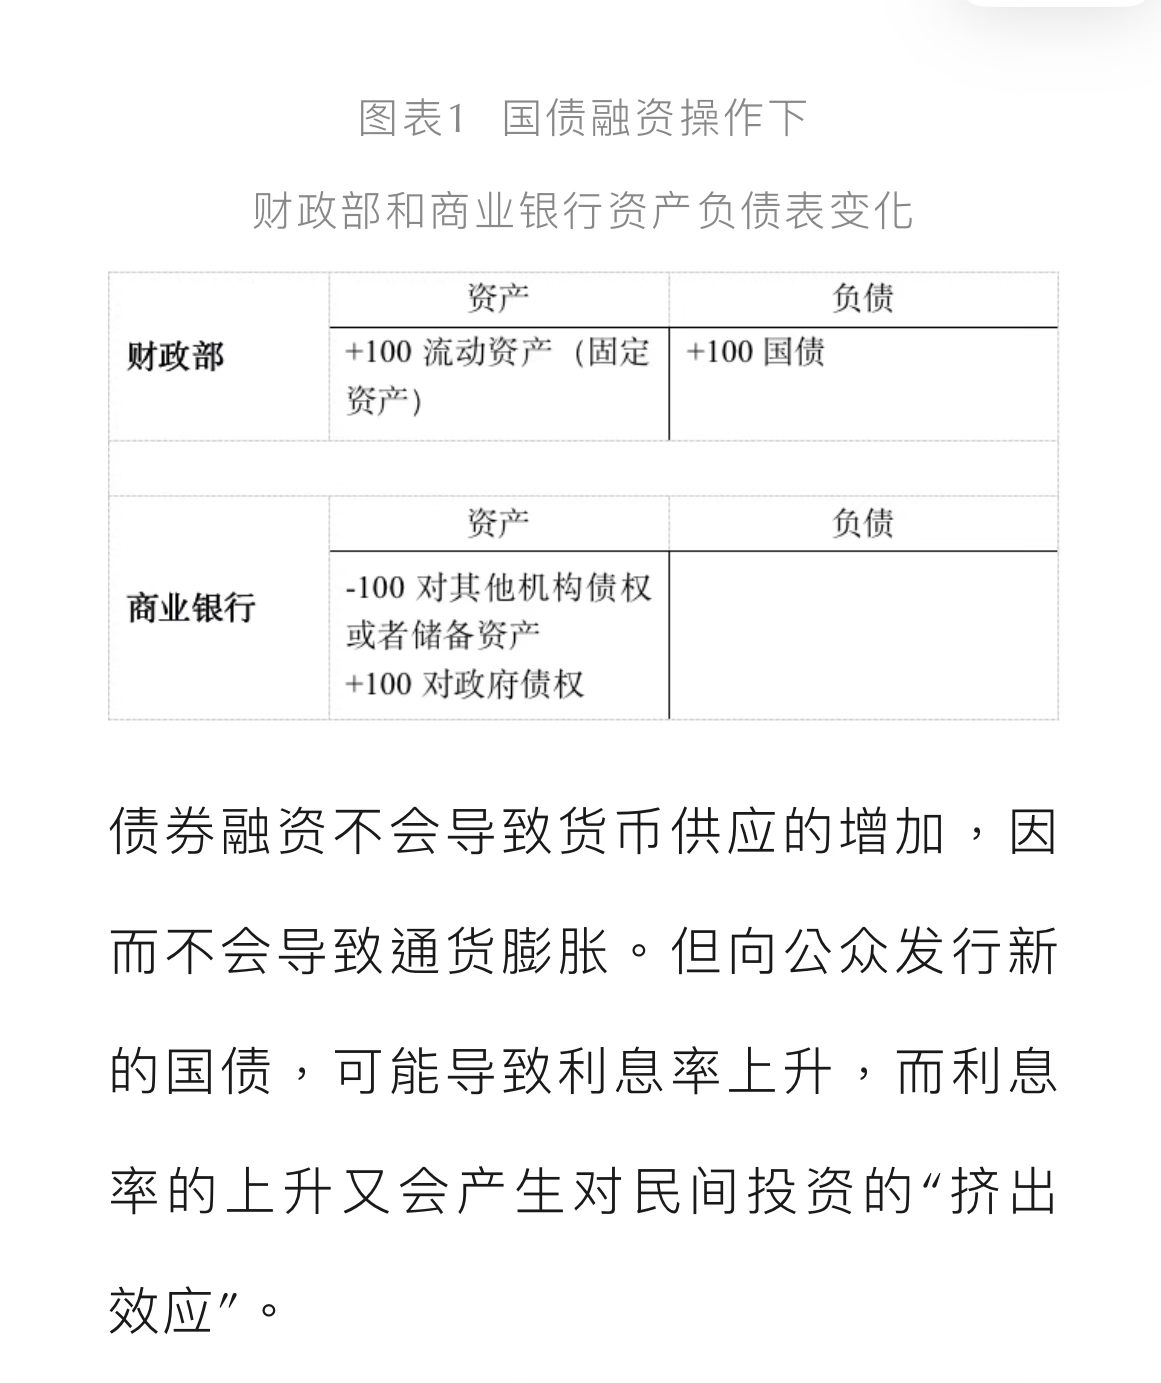 图表1 国债融资操作下
财政部和商业银行资产负债表变化
资产 负债
财政部
+100 流动资产（固定 +100 国债
资产）
资产 负债
商业银行
-100 对其他机构债权
或者储备资产
+100 对政府债权
债券融资不会导致货币供应的增加，因
而不会导致通货膨胀。但向公众发行新
的国债，可能导致利息率上升，而利息
率的上升又会产生对民间投资的“挤出
效应”。